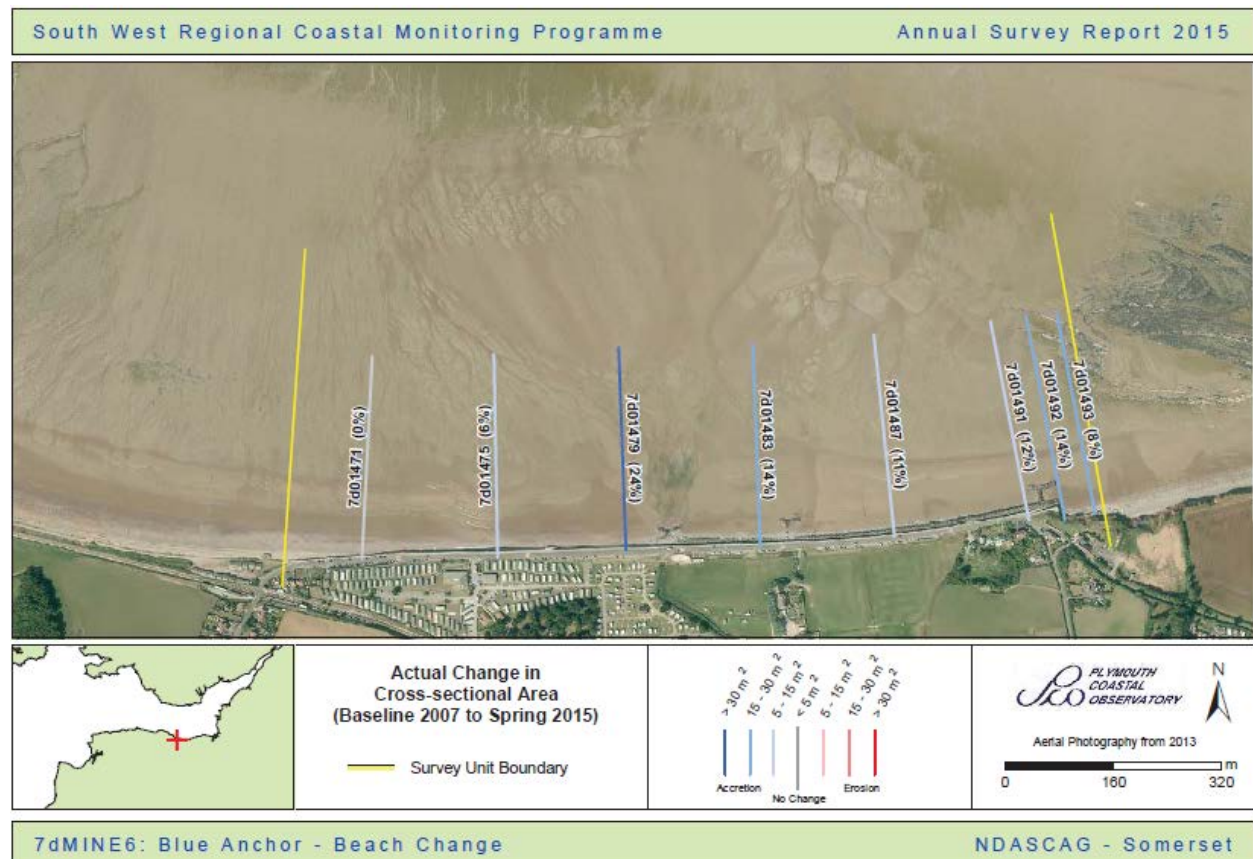 South West Regional Coastal Monitoring Programme
Annual Survey Report 2015
7d01471 (0%)
7d01475 (6%)
7d01479 (24%)
7d01483 (14%)
7d01487 (11%)
7d01491 (12%)
7d01492 (14%)
7d01493 (8%)
Actual Change in
Cross-sectional Area
(Baseline 2007 to Spring 2015)
Survey Unit Boundary
> 30 m²
15 - 30 m²
5 - 15 m²
< 5 m²
5 - 15 m²
15 - 30 m²
> 30 m²
Accretion
No Change
Erosion
PLYMOUTH
COASTAL
OBSERVATORY
N
Aerial Photography from 2013
0 160 320 m
7dMINE6: Blue Anchor - Beach Change
NDASCAG - Somerset